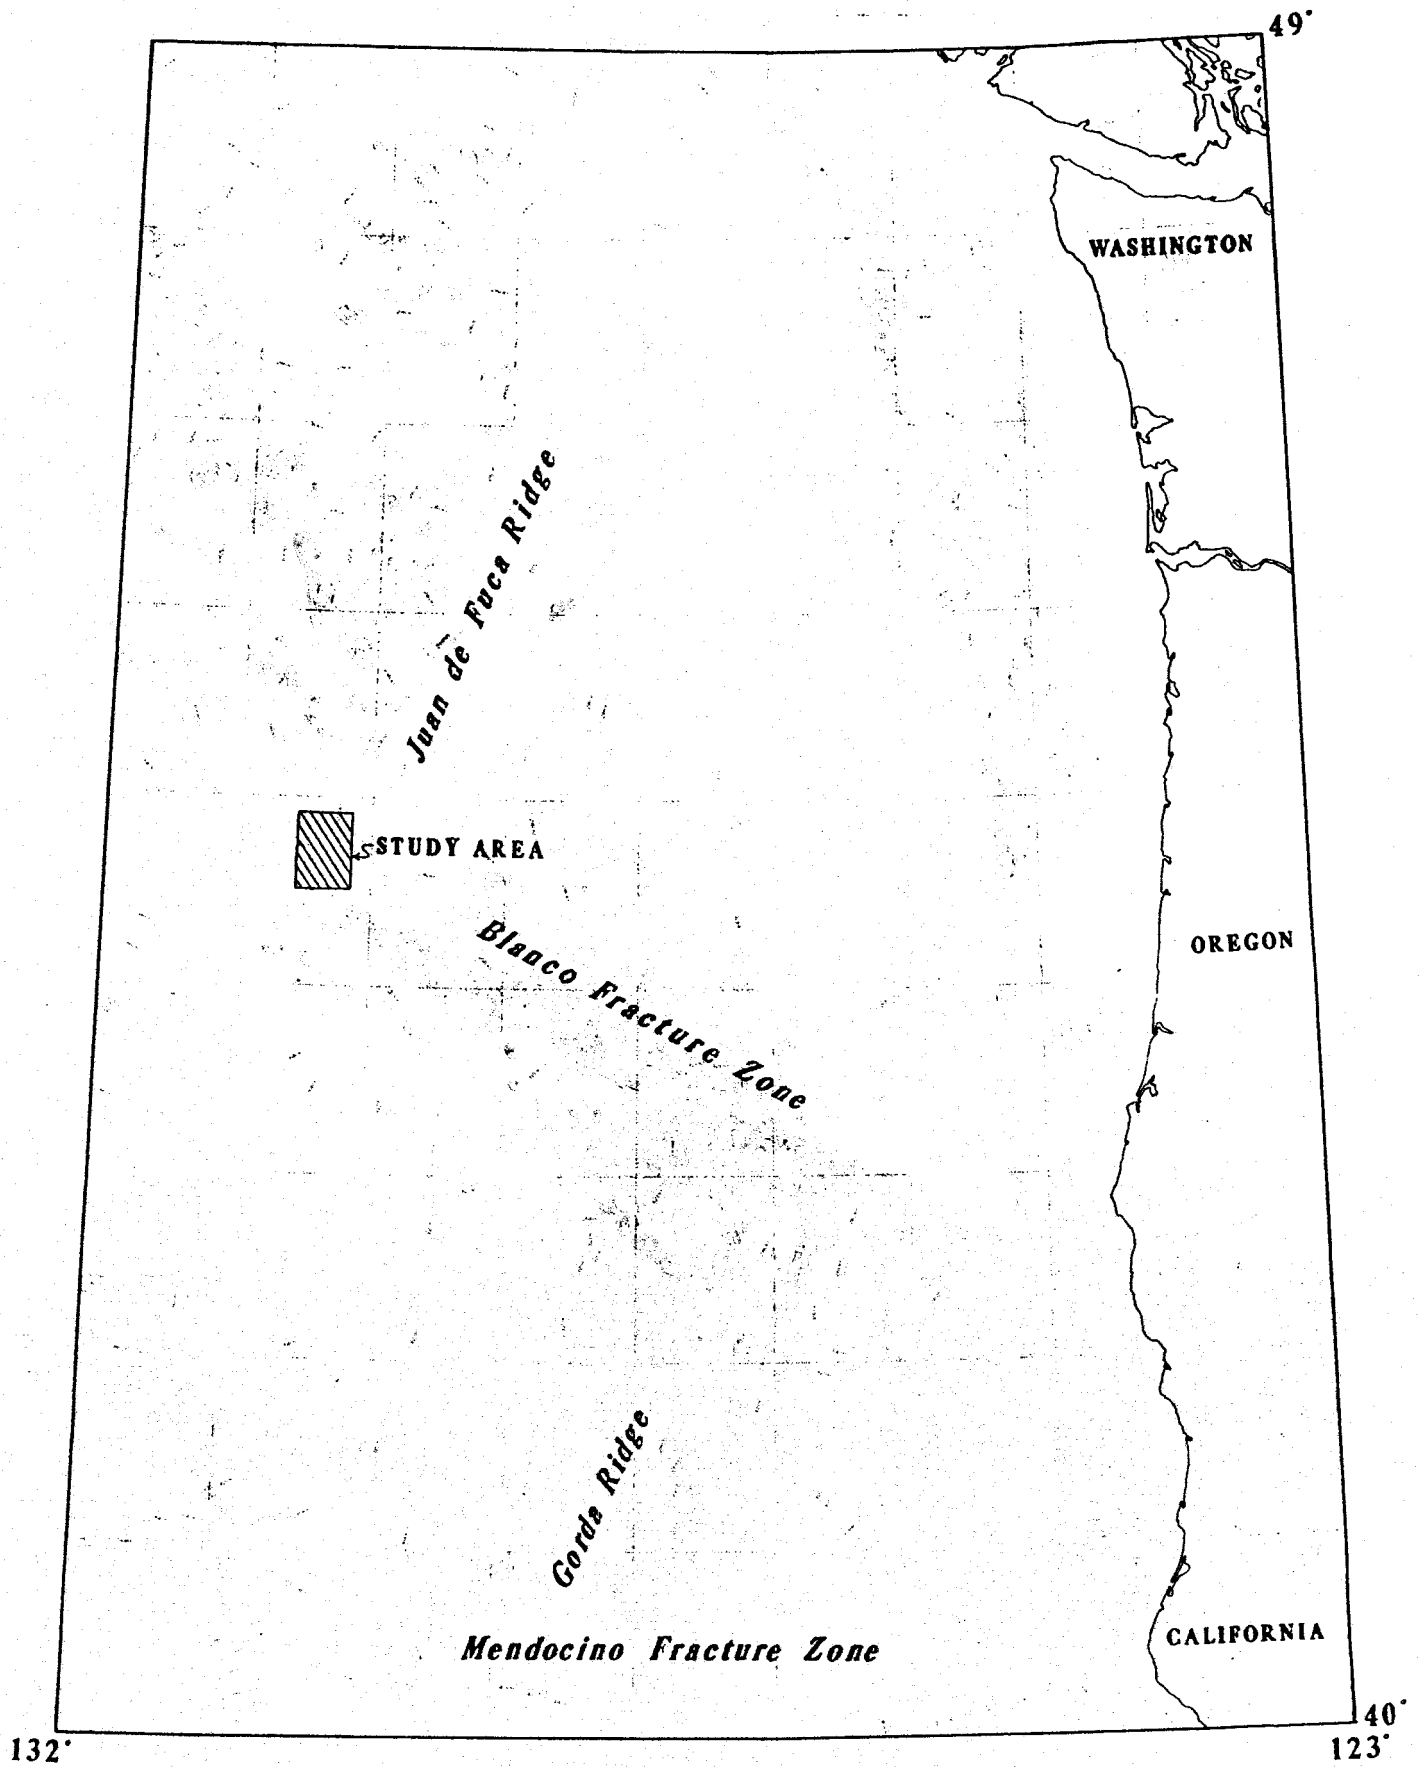 49°
WASHINGTON
Juan de Fuca Ridge
STUDY AREA
Blanco Fracture Zone
OREGON
Gorda Ridge
Mendocino Fracture Zone
CALIFORNIA
40°
132°
123°